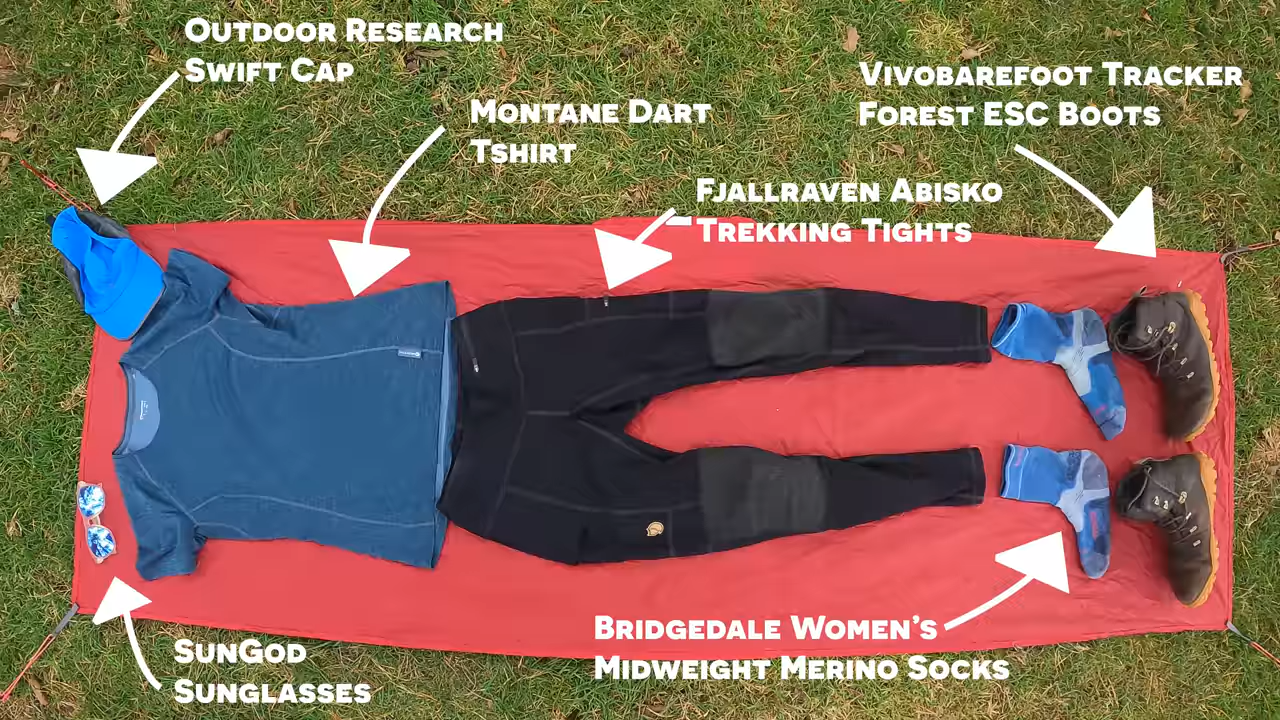 Outdoor Research
Swift Cap
Montane Dart
Tshirt
Vivobarefoot Tracker
Forest ESC Boots
Fjallraven Abisko
Trekking Tights
Bridgedale Women's
Midweight Merino Socks
SunGod
Sunglasses